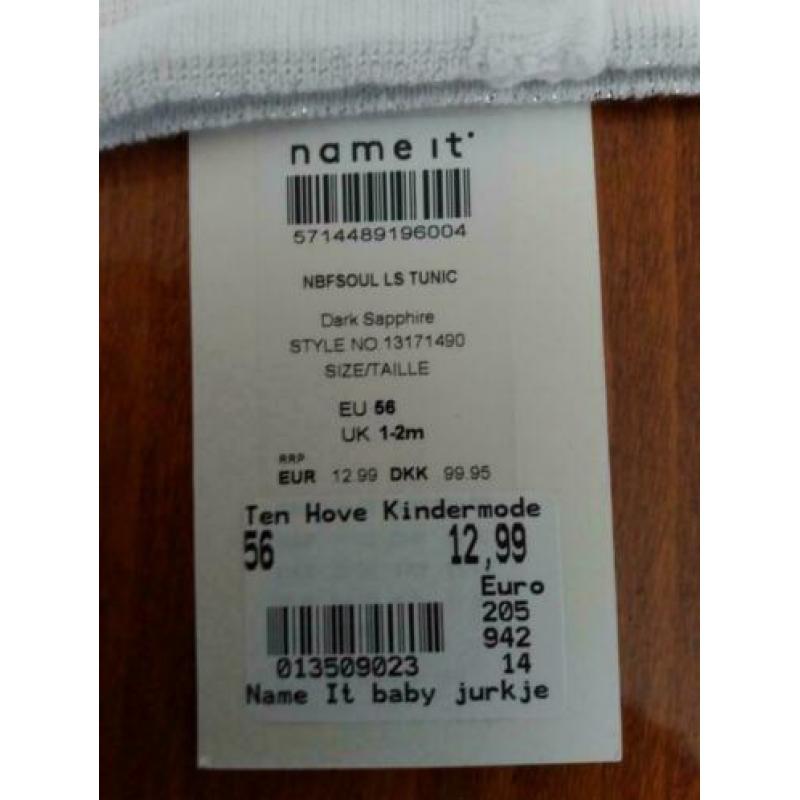 name it
5714489196004
NBFSOUL LS TUNIC
Dark Sapphire
STYLE NO 13171490
SIZE/TAILLE
EU 56
UK 1-2m
RRP
EUR 12.99 DKK 99.95
Ten Hove Kindermode
56 12,99
Euro
205
942
013509023 14
Name It baby jurkje